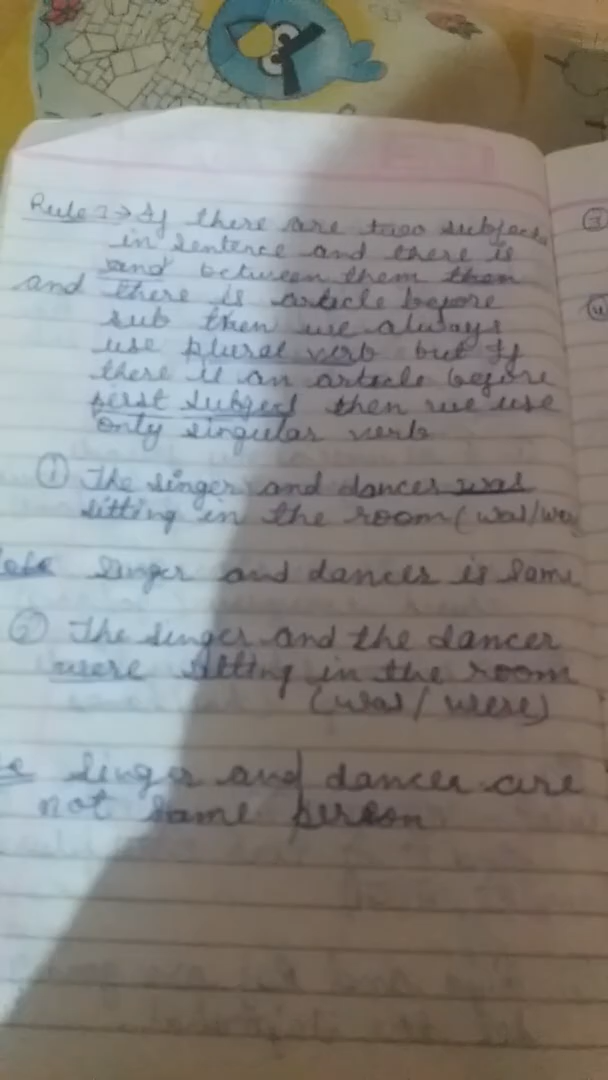 Rule 2 → If there are two subjects
in sentence and there is
and between them then
and there is article before
sub then we always
use plural verb but If
there is an article before
first subject then we use
only singular verb
① The singer and dancer was
sitting in the room (was/were
singer and dancer is same
② The singer and the dancer
were sitting in the room
(was/were)
singer and dancer are
not same person